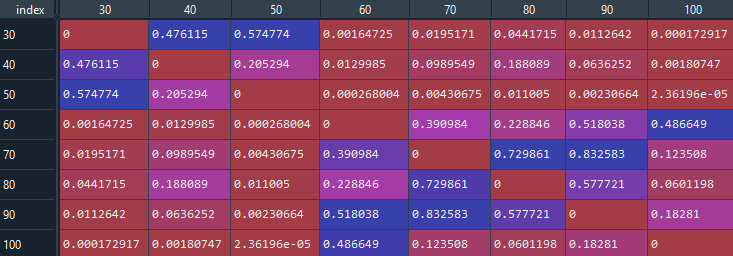 index 30 40 50 60 70 80 90 100
30 0 0.476115 0.574774 0.00164725 0.0195171 0.0441715 0.0112642 0.000172917
40 0.476115 0 0.205294 0.0129985 0.0989549 0.188089 0.0636252 0.00180747
50 0.574774 0.205294 0 0.000268004 0.00430675 0.011005 0.00230664 2.36196e-05
60 0.00164725 0.0129985 0.000268004 0 0.390984 0.228846 0.518038 0.486649
70 0.0195171 0.0989549 0.00430675 0.390984 0 0.729861 0.832583 0.123508
80 0.0441715 0.188089 0.011005 0.228846 0.729861 0 0.577721 0.0601198
90 0.0112642 0.0636252 0.00230664 0.518038 0.832583 0.577721 0 0.18281
100 0.000172917 0.00180747 2.36196e-05 0.486649 0.123508 0.0601198 0.18281 0